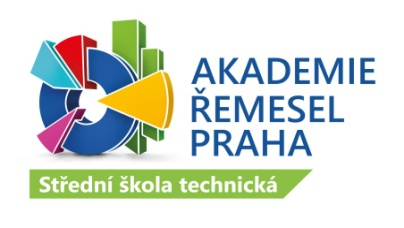 AKADEMIE
ŘEMESEL
PRAHA
Střední škola technická